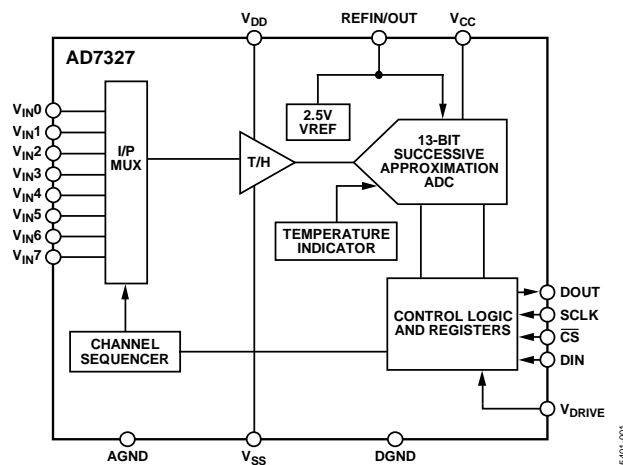 VDD
REFIN/OUT
VCC
AD7327
VIN0
VIN1
VIN2
VIN3
VIN4
VIN5
VIN6
VIN7
I/P
MUX
T/H
2.5V
VREF
13-BIT
SUCCESSIVE
APPROXIMATION
ADC
TEMPERATURE
INDICATOR
CONTROL LOGIC
AND REGISTERS
CHANNEL
SEQUENCER
DOUT
SCLK
CS
DIN
VDRIVE
AGND
VSS
DGND